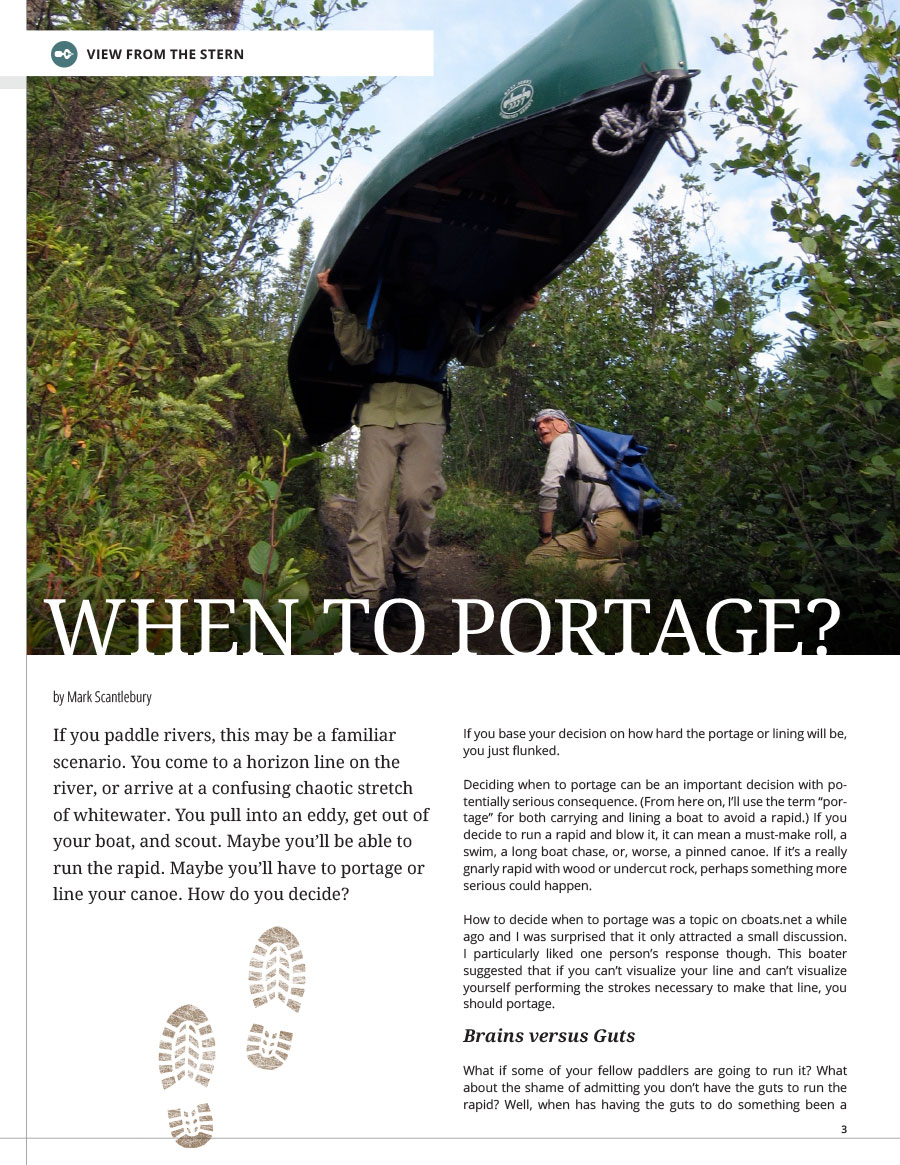 VIEW FROM THE STERN
WHEN TO PORTAGE?
by Mark Scantlebury
If you paddle rivers, this may be a familiar
scenario. You come to a horizon line on the
river, or arrive at a confusing chaotic stretch
of whitewater. You pull into an eddy, get out of
your boat, and scout. Maybe you’ll be able to
run the rapid. Maybe you’ll have to portage or
line your canoe. How do you decide?
If you base your decision on how hard the portage or lining will be,
you just flunked.
Deciding when to portage can be an important decision with po-
tentially serious consequence. (From here on, I’ll use the term “por-
tage” for both carrying and lining a boat to avoid a rapid.) If you
decide to run a rapid and blow it, it can mean a must-make roll, a
swim, a long boat chase, or, worse, a pinned canoe. If it’s a really
gnarly rapid with wood or undercut rock, perhaps something more
serious could happen.
How to decide when to portage was a topic on cboats.net a while
ago and I was surprised that it only attracted a small discussion.
I particularly liked one person’s response though. This boater
suggested that if you can’t visualize your line and can’t visualize
yourself performing the strokes necessary to make that line, you
should portage.
Brains versus Guts
What if some of your fellow paddlers are going to run it? What
about the shame of admitting you don’t have the guts to run the
rapid? Well, when has having the guts to do something been a
3